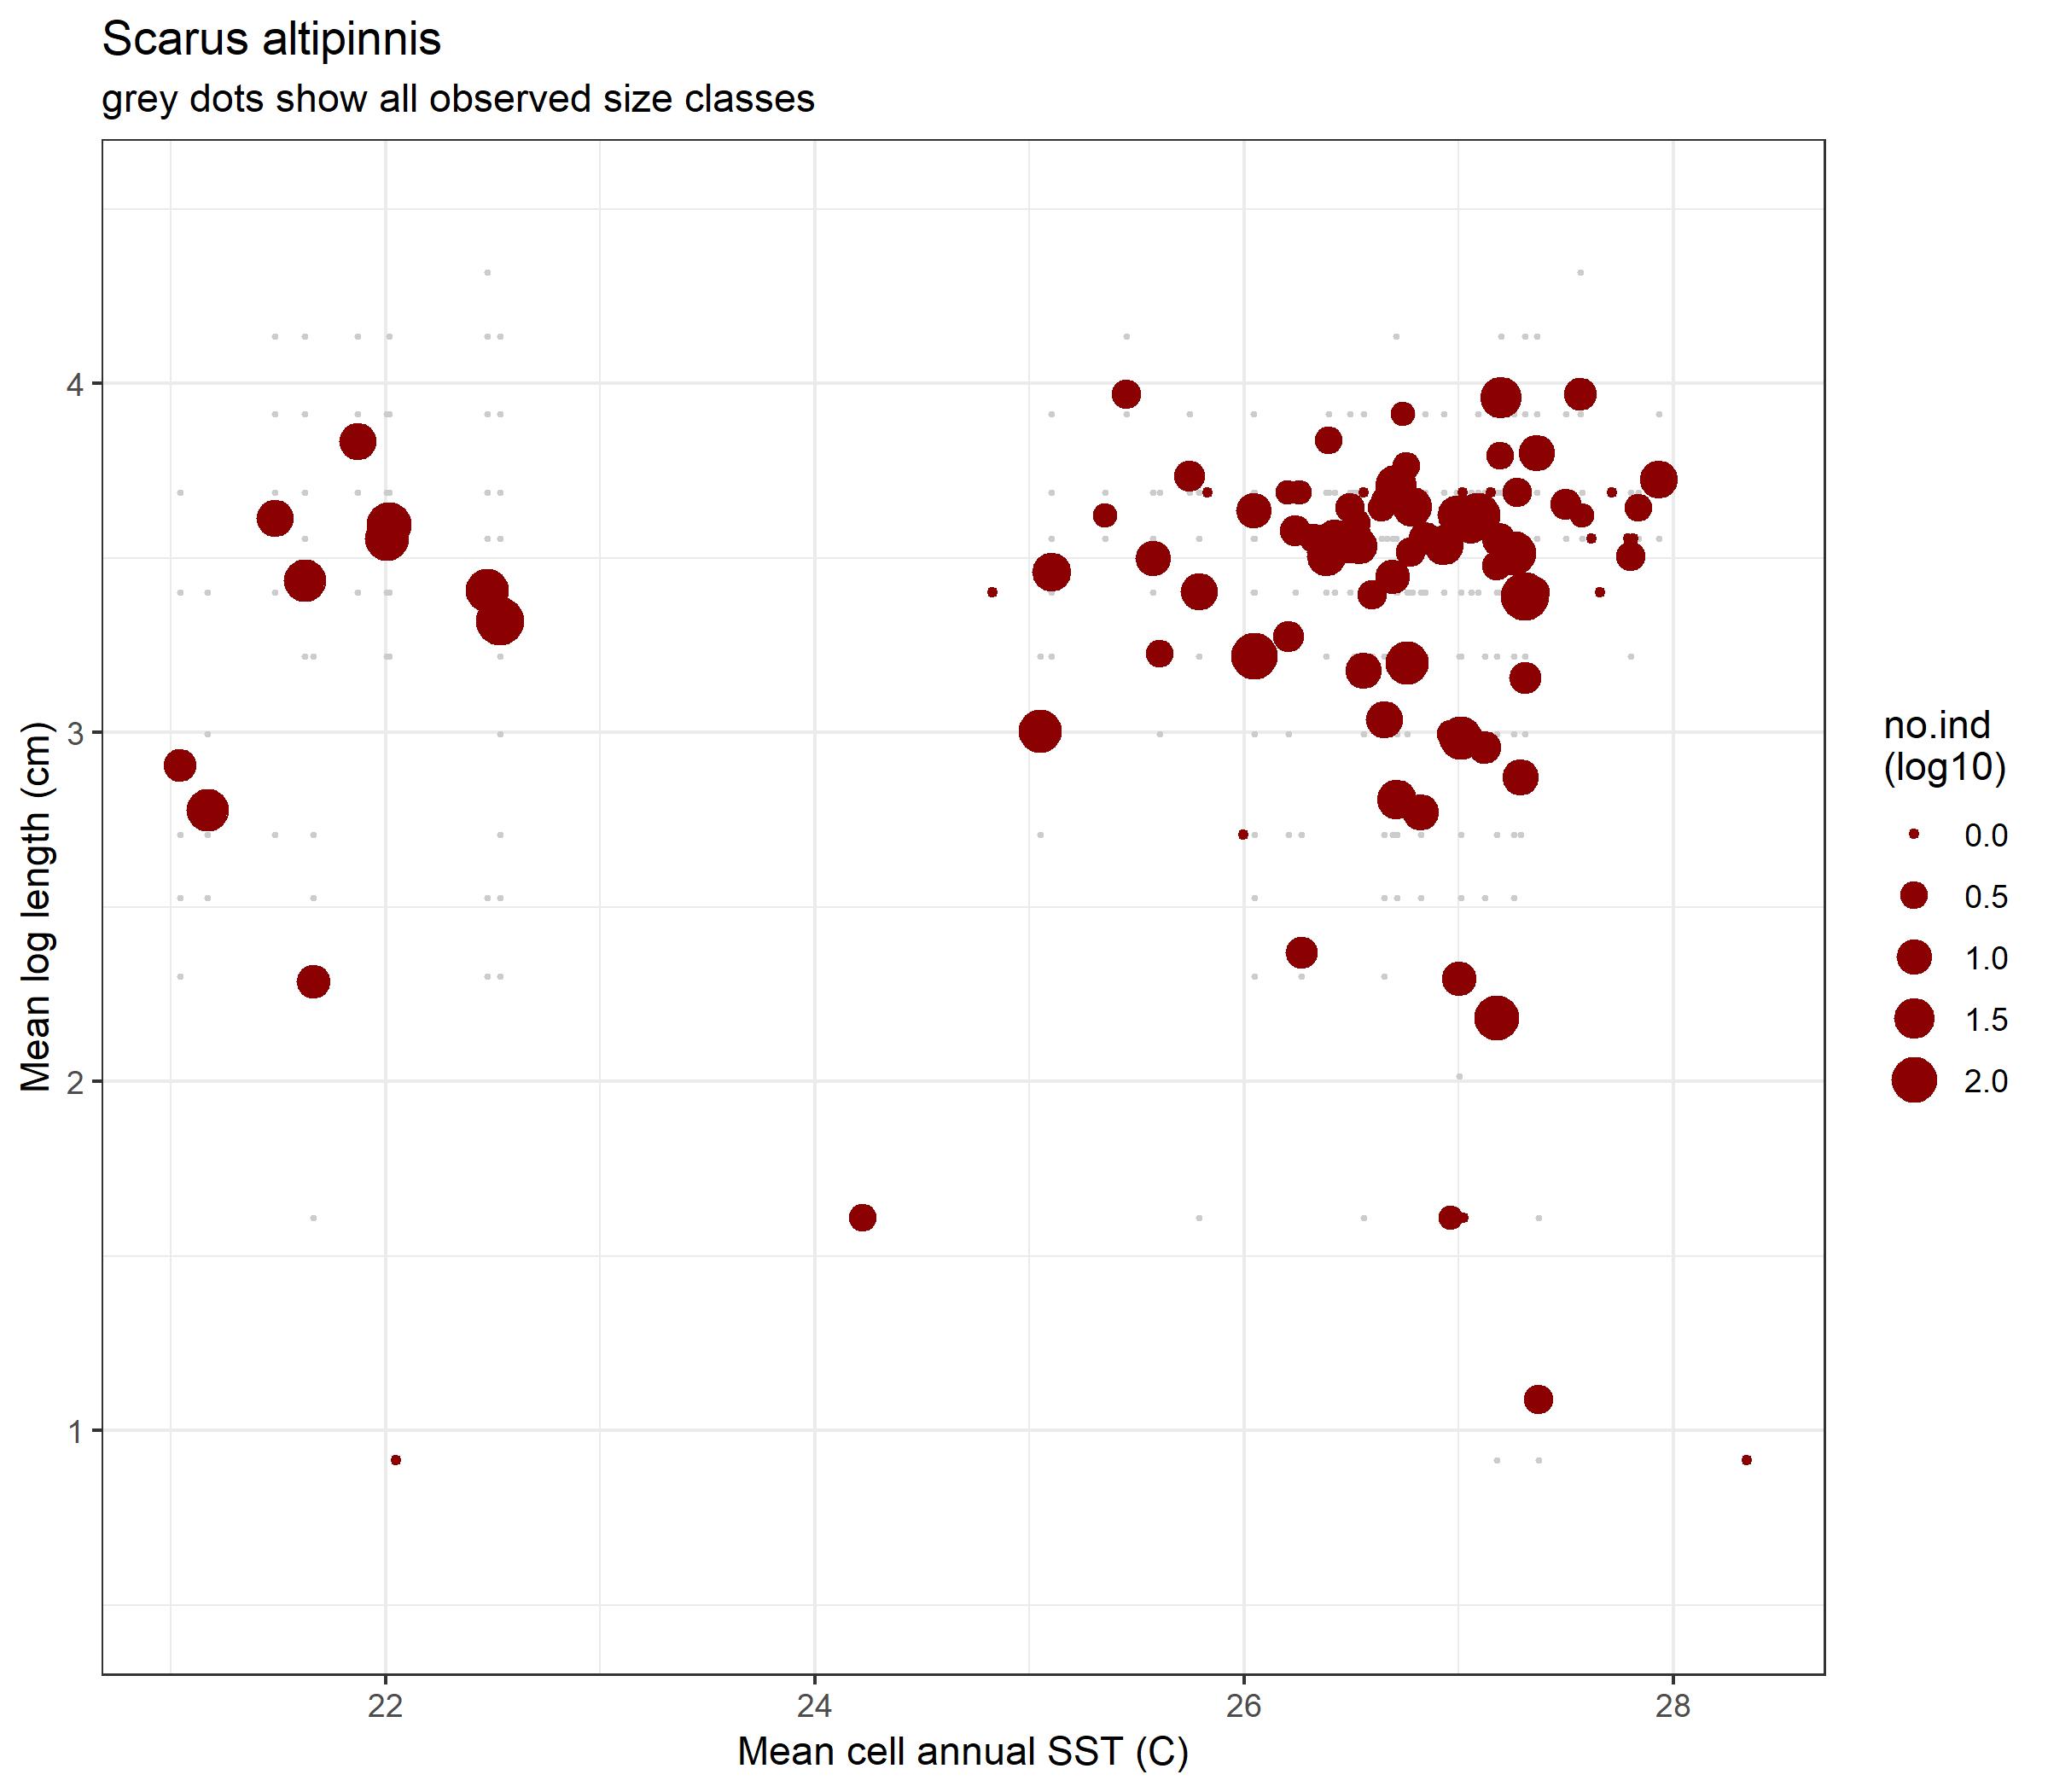 Scarus altipinnis
grey dots show all observed size classes
4
3
2
1
Mean log length (cm)
22
24
26
28
Mean cell annual SST (C)
no.ind
(log10)
0.0
0.5
1.0
1.5
2.0